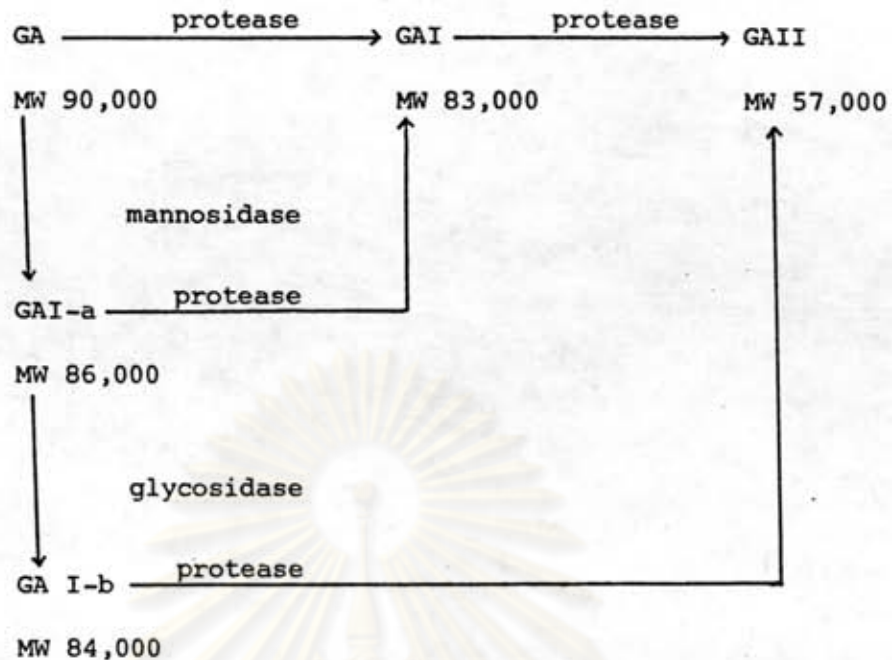 protease protease
GA GAI GAII
MW 90,000 MW 83,000 MW 57,000
mannosidase
GAI-a protease
MW 86,000
glycosidase
GA I-b protease
MW 84,000